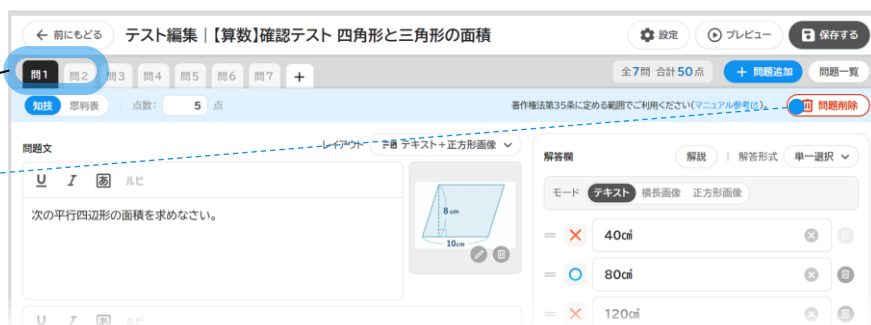 前にもどる テスト編集 | 【算数】確認テスト 四角形と三角形の面積 設定 プレビュー 保存する
問1 問2 問3 問4 問5 問6 問7 + 全7問 合計50点 + 問題追加 問題一覧
知技 思判表 点数: 5 点 著作権法第35条に定める範囲でご利用ください(マニュアル参考)。 問題削除
問題文 レイアウト テキスト+正方形画像
解答欄 解説 解答形式 単一選択
U I あ ルビ
モード テキスト 横長画像 正方形画像
次の平行四辺形の面積を求めなさい。
8cm
10cm
40㎠
80㎠
120㎠
U I あ ルビ